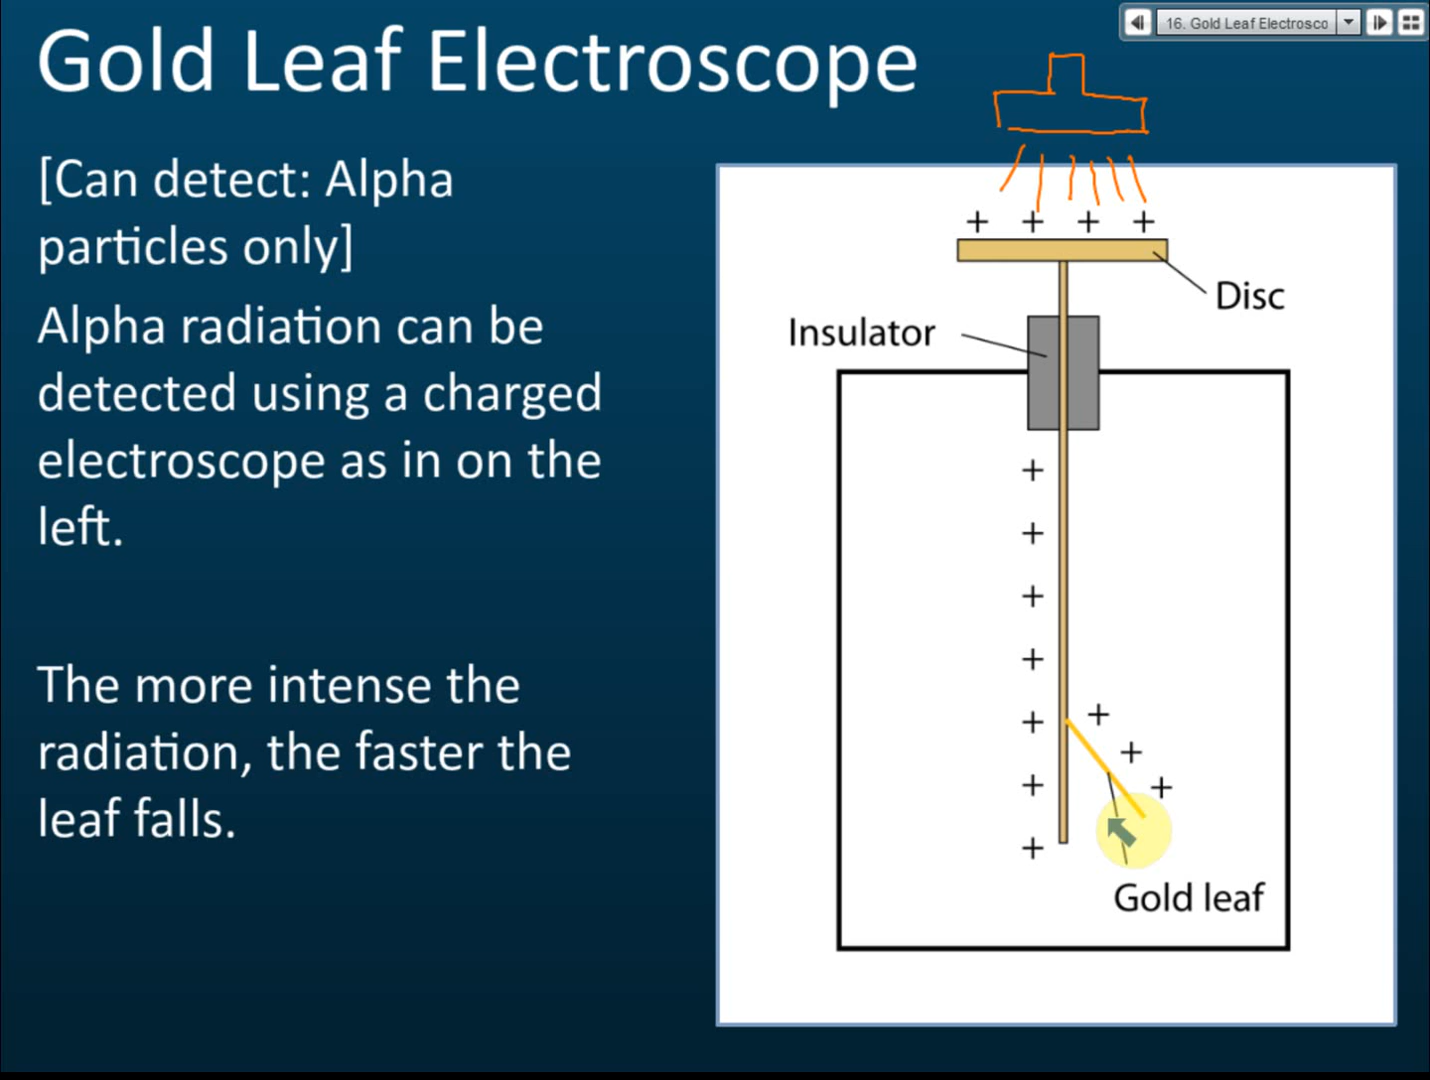 Gold Leaf Electroscope
16. Gold Leaf Electrosco
[Can detect: Alpha
particles only]
Alpha radiation can be
detected using a charged
electroscope as in on the
left.
The more intense the
radiation, the faster the
leaf falls.
+ + + +
Disc
Insulator
+
+
+
+
+ +
+
+ +
+
Gold leaf